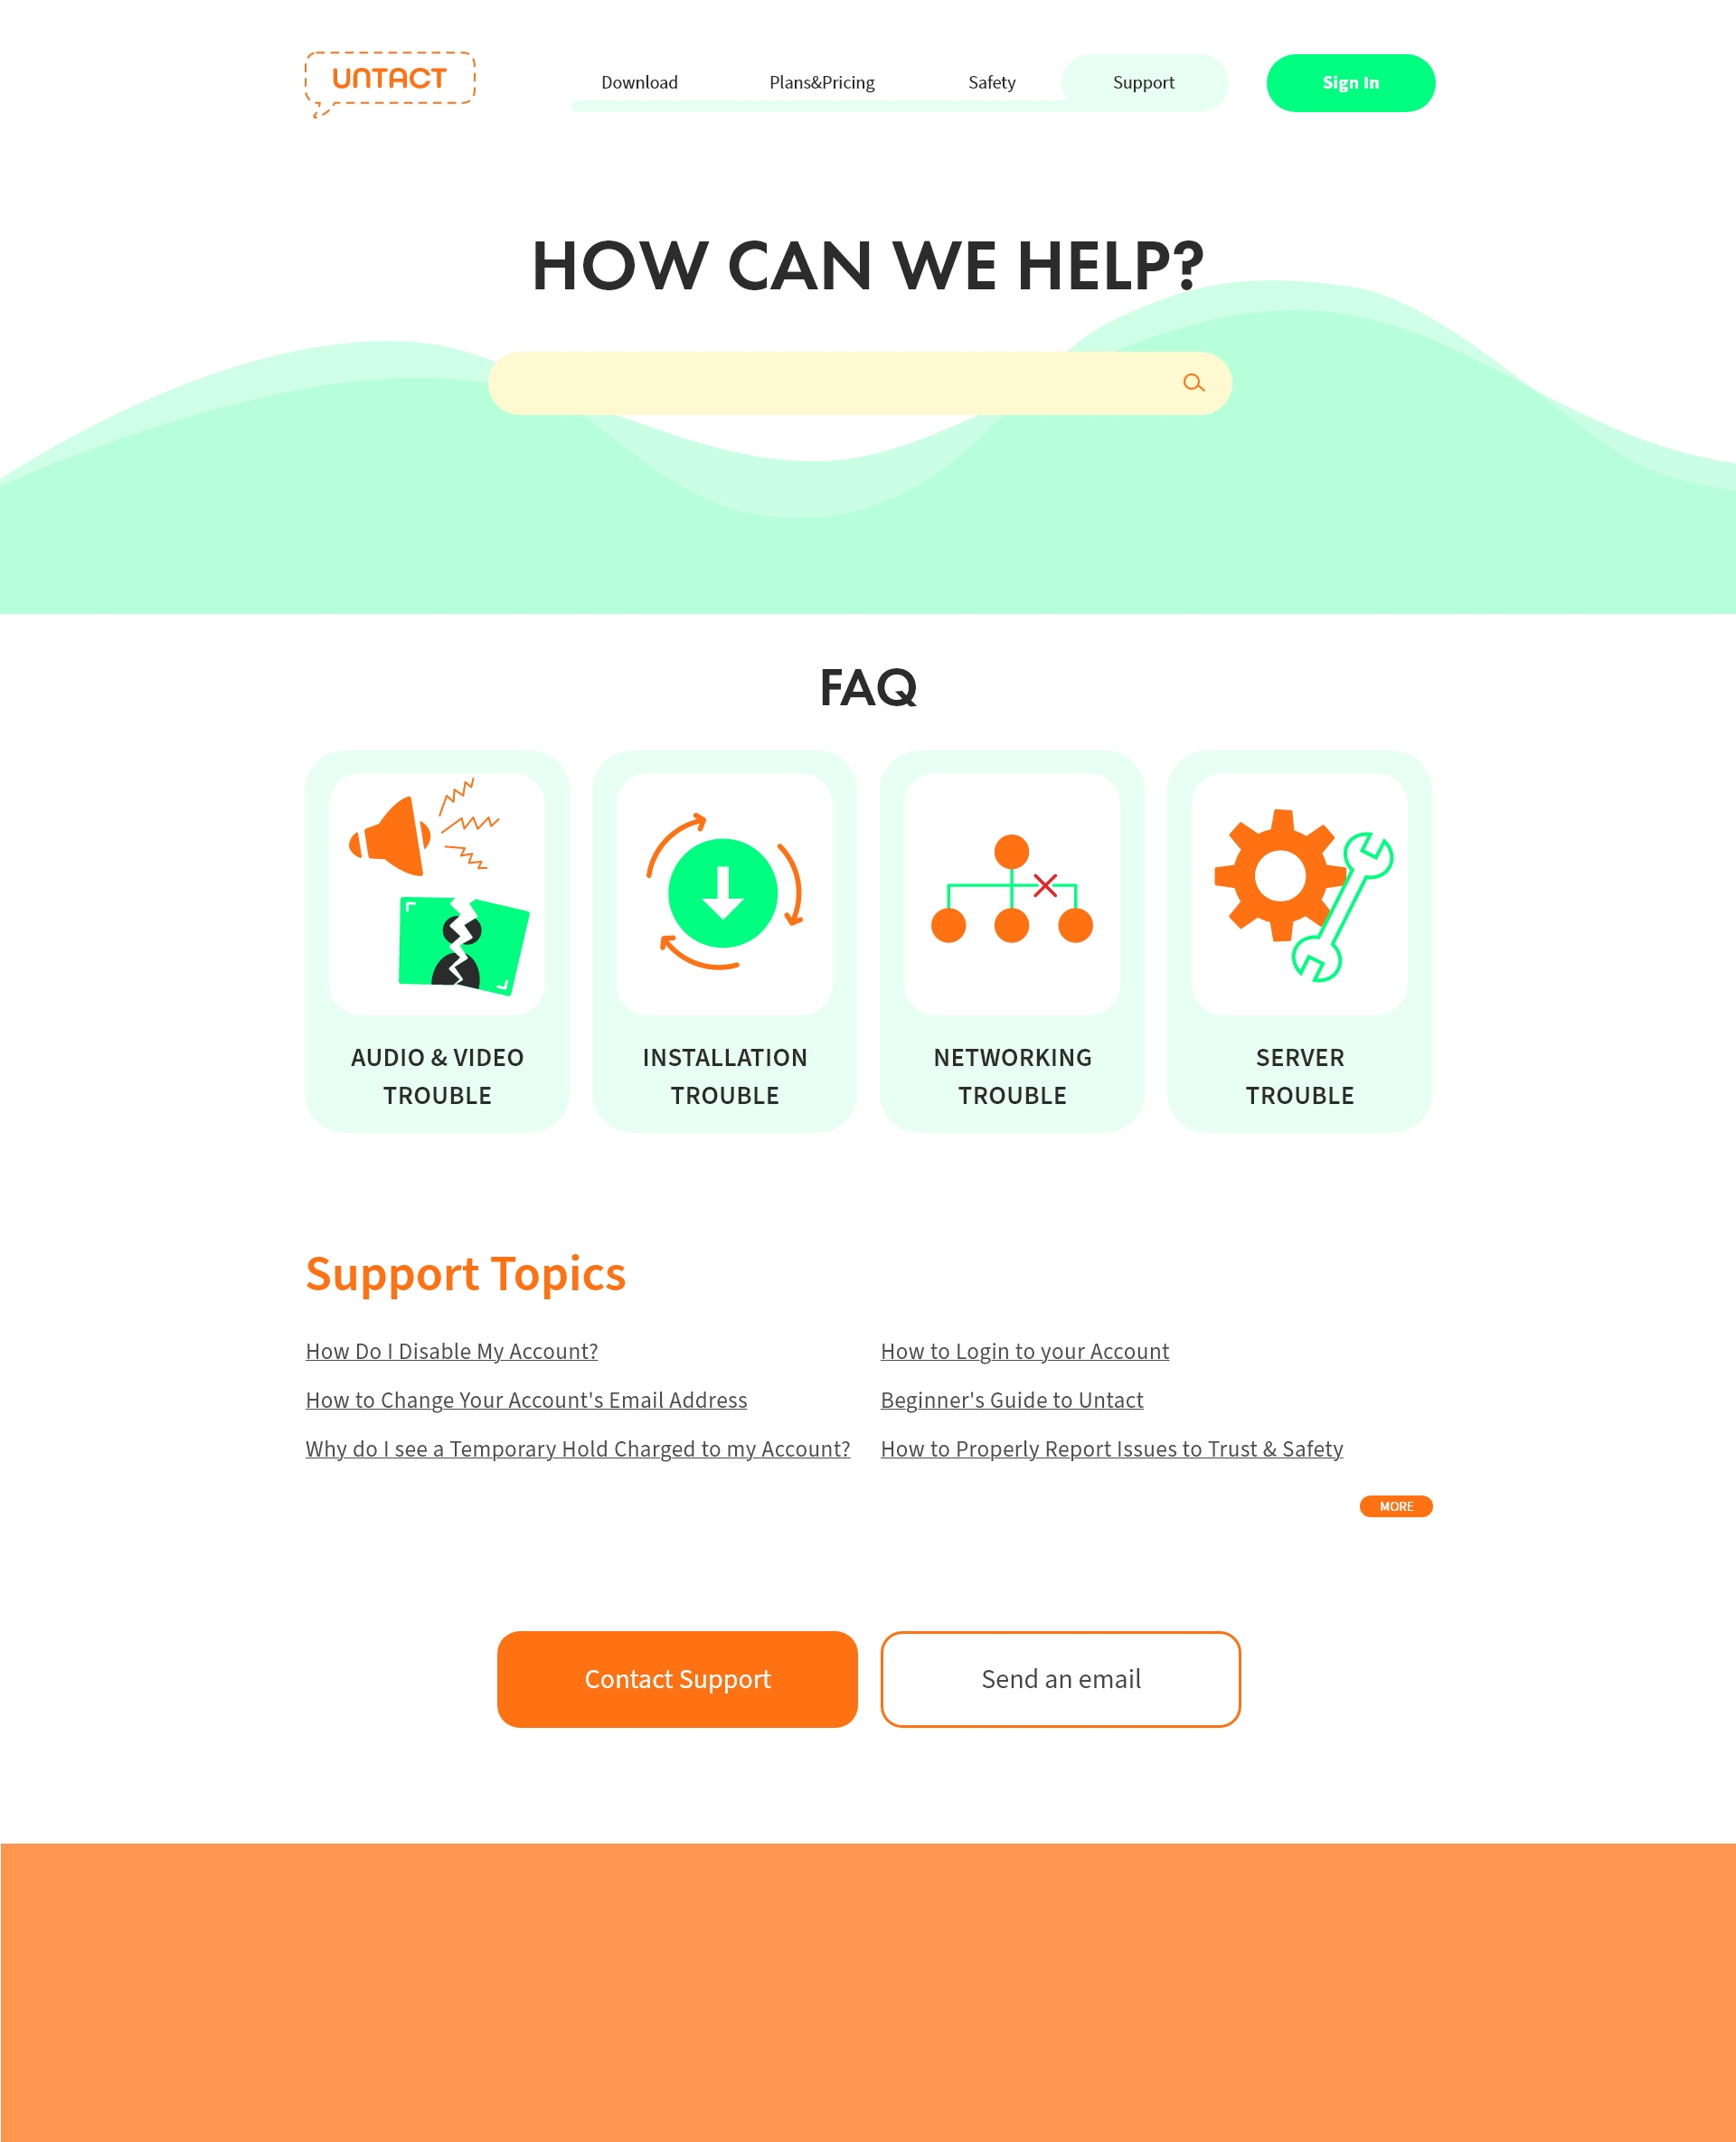 UNTACT
Download Plans&Pricing Safety Support Sign In
HOW CAN WE HELP?
FAQ
AUDIO & VIDEO
TROUBLE
INSTALLATION
TROUBLE
NETWORKING
TROUBLE
SERVER
TROUBLE
Support Topics
How Do I Disable My Account?
How to Change Your Account's Email Address
Why do I see a Temporary Hold Charged to my Account?
How to Login to your Account
Beginner's Guide to Untact
How to Properly Report Issues to Trust & Safety
MORE
Contact Support
Send an email